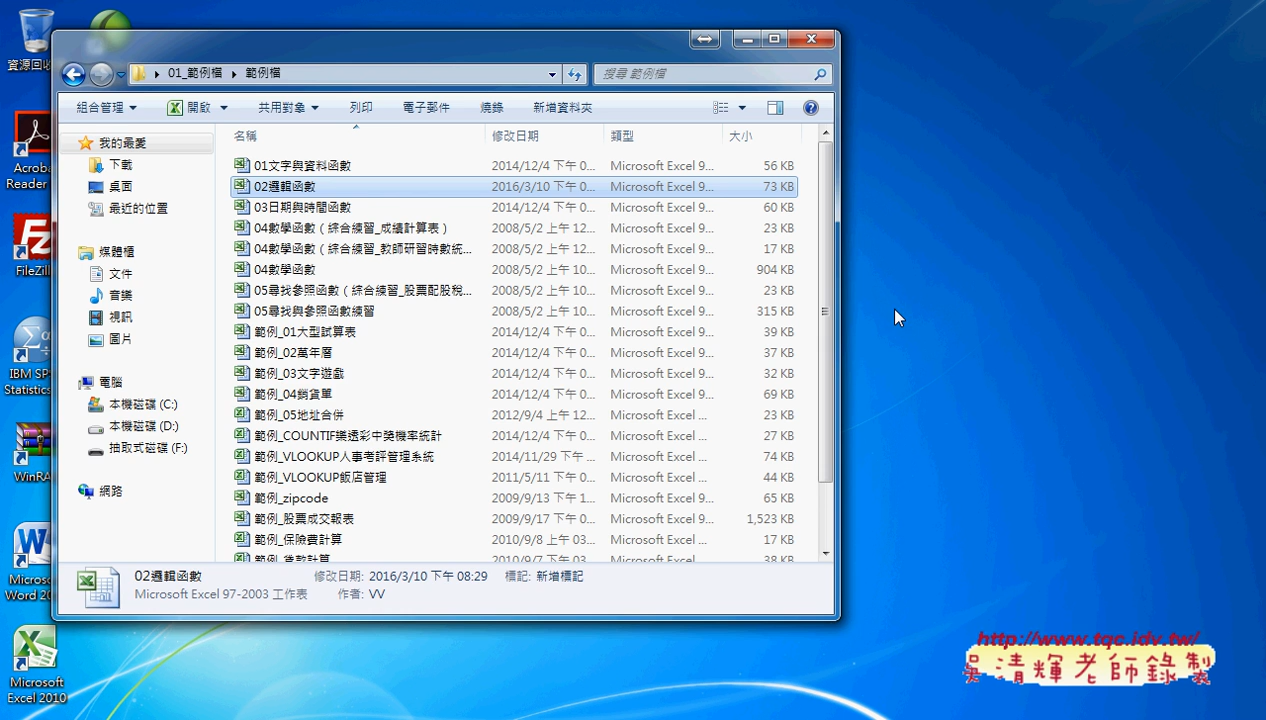 資源回收
Acrobat
Reader
FileZill
IBM SP
Statistics
WinRA
Micros
Word 20
Microsoft
Excel 2010
01_範例檔 範例檔
搜尋 範例檔
組合管理 開啟 共用對象 列印 電子郵件 燒錄 新增資料夾
我的最愛
下載
桌面
最近的位置
媒體櫃
文件
音樂
視訊
圖片
電腦
本機磁碟 (C:)
本機磁碟 (D:)
抽取式磁碟 (F:)
網路
名稱 修改日期 類型 大小
01文字與資料函數 2014/12/4 下午 0... Microsoft Excel 9... 56 KB
02邏輯函數 2016/3/10 下午 0... Microsoft Excel 9... 73 KB
03日期與時間函數 2014/12/4 下午 0... Microsoft Excel 9... 60 KB
04數學函數（綜合練習_成績計算表） 2008/5/2 上午 12... Microsoft Excel 9... 23 KB
04數學函數（綜合練習_教師研習時數統... 2008/5/2 上午 12... Microsoft Excel 9... 17 KB
04數學函數 2008/5/2 上午 10... Microsoft Excel 9... 904 KB
05尋找參照函數（綜合練習_股票配股稅... 2008/5/2 上午 10... Microsoft Excel 9... 23 KB
05尋找與參照函數練習 2008/5/2 上午 10... Microsoft Excel 9... 315 KB
範例_01大型試算表 2014/12/4 下午 0... Microsoft Excel 9... 39 KB
範例_02萬年曆 2014/12/4 下午 0... Microsoft Excel 9... 37 KB
範例_03文字遊戲 2014/12/4 下午 0... Microsoft Excel 9... 32 KB
範例_04銷貨單 2014/12/4 下午 0... Microsoft Excel 9... 69 KB
範例_05地址合併 2012/9/4 上午 12... Microsoft Excel ... 23 KB
範例_COUNTIF樂透彩中獎機率統計 2014/12/4 下午 0... Microsoft Excel 9... 27 KB
範例_VLOOKUP人事考評管理系統 2014/11/29 下午 ... Microsoft Excel 9... 74 KB
範例_VLOOKUP飯店管理 2011/5/11 下午 0... Microsoft Excel 9... 44 KB
範例_zipcode 2009/9/13 下午 1... Microsoft Excel 9... 65 KB
範例_股票成交報表 2009/9/17 下午 0... Microsoft Excel 9... 1,523 KB
範例_保險費計算 2010/9/8 上午 03... Microsoft Excel 9... 17 KB
範例_貸款計算 2010/9/7 下午 03... Microsoft Excel 9... 38 KB
02邏輯函數 修改日期: 2016/3/10 下午 08:29 標記: 新增標記
Microsoft Excel 97-2003 工作表 作者: VV
http://www.tqc.idv.tw/
吳清輝老師錄製